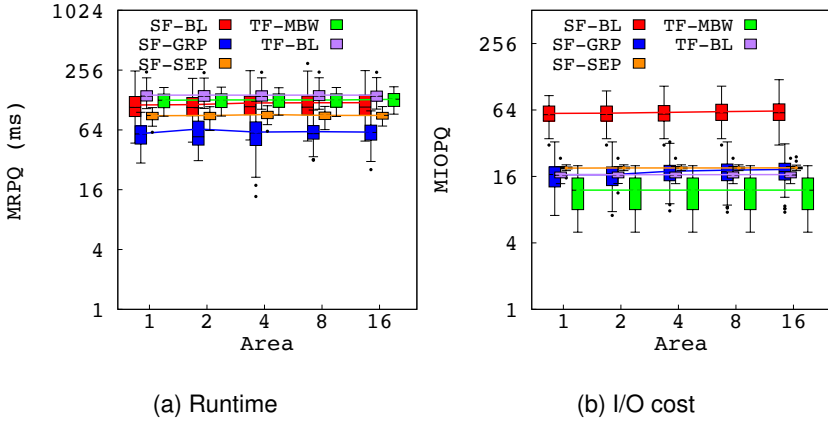 1024
256
64
16
4
1
MRPQ (ms)
SF-BL
SF-GRP
SF-SEP
TF-MBW
TF-BL
1 2 4 8 16
Area
(a) Runtime
256
64
16
4
1
MIOPQ
SF-BL
SF-GRP
SF-SEP
TF-MBW
TF-BL
1 2 4 8 16
Area
(b) I/O cost